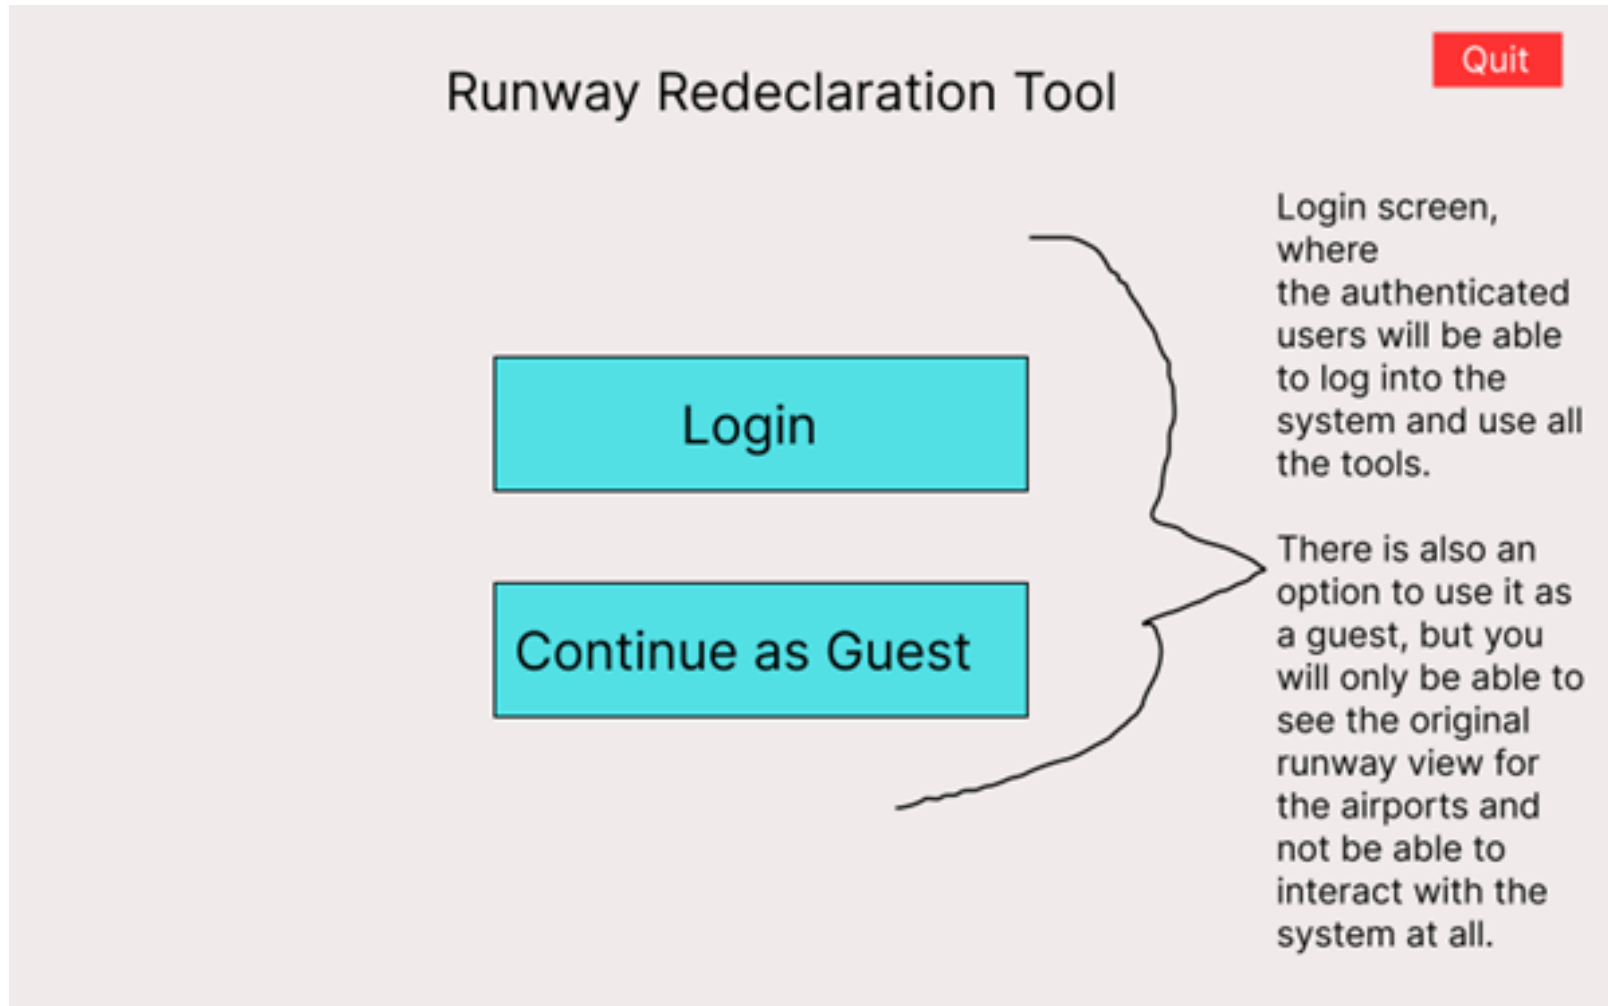 Quit
Runway Redeclaration Tool
Login screen,
where
the authenticated
users will be able
to log into the
system and use all
the tools.
There is also an
option to use it as
a guest, but you
will only be able to
see the original
runway view for
the airports and
not be able to
interact with the
system at all.
Login
Continue as Guest